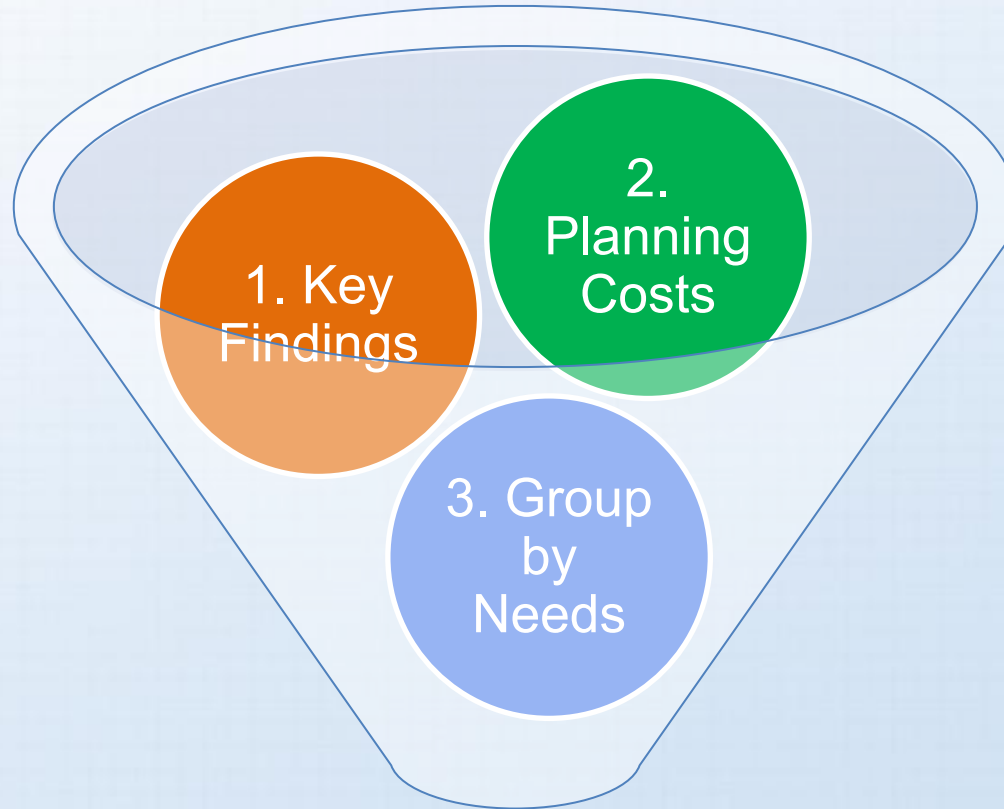 1. Key
Findings
2.
Planning
Costs
3. Group
by
Needs